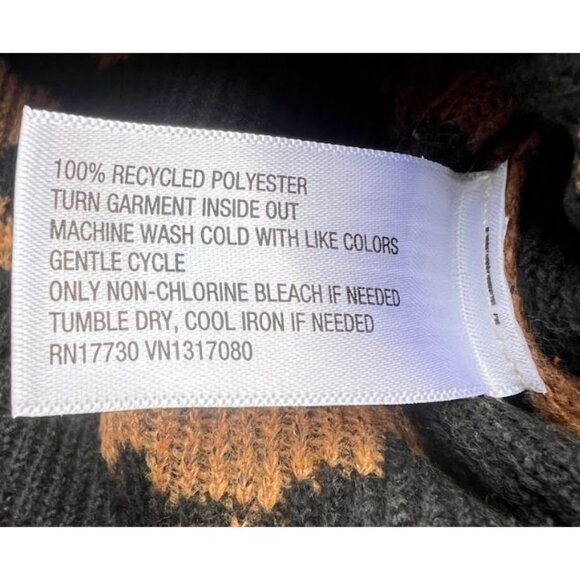 100% RECYCLED POLYESTER
TURN GARMENT INSIDE OUT
MACHINE WASH COLD WITH LIKE COLORS
GENTLE CYCLE
ONLY NON-CHLORINE BLEACH IF NEEDED
TUMBLE DRY, COOL IRON IF NEEDED
RN17730 VN1317080